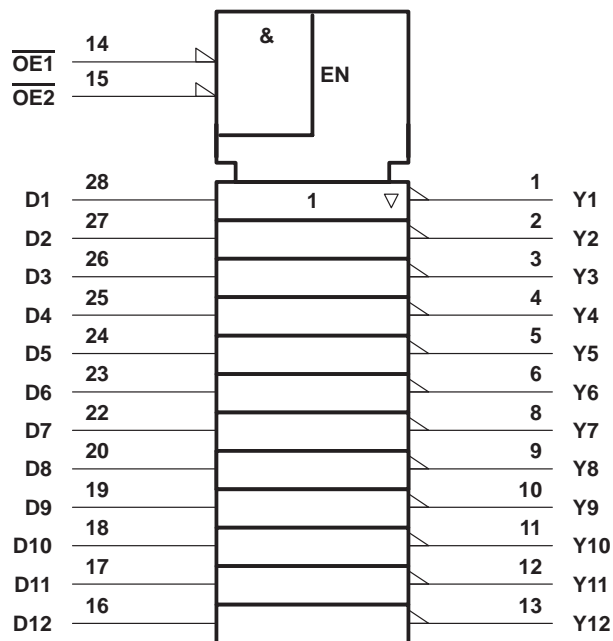 &
EN
O̅E̅1̅ 14
O̅E̅2̅ 15
D1 28 1 ▽ 1 Y1
D2 27 2 Y2
D3 26 3 Y3
D4 25 4 Y4
D5 24 5 Y5
D6 23 6 Y6
D7 22 8 Y7
D8 20 9 Y8
D9 19 10 Y9
D10 18 11 Y10
D11 17 12 Y11
D12 16 13 Y12